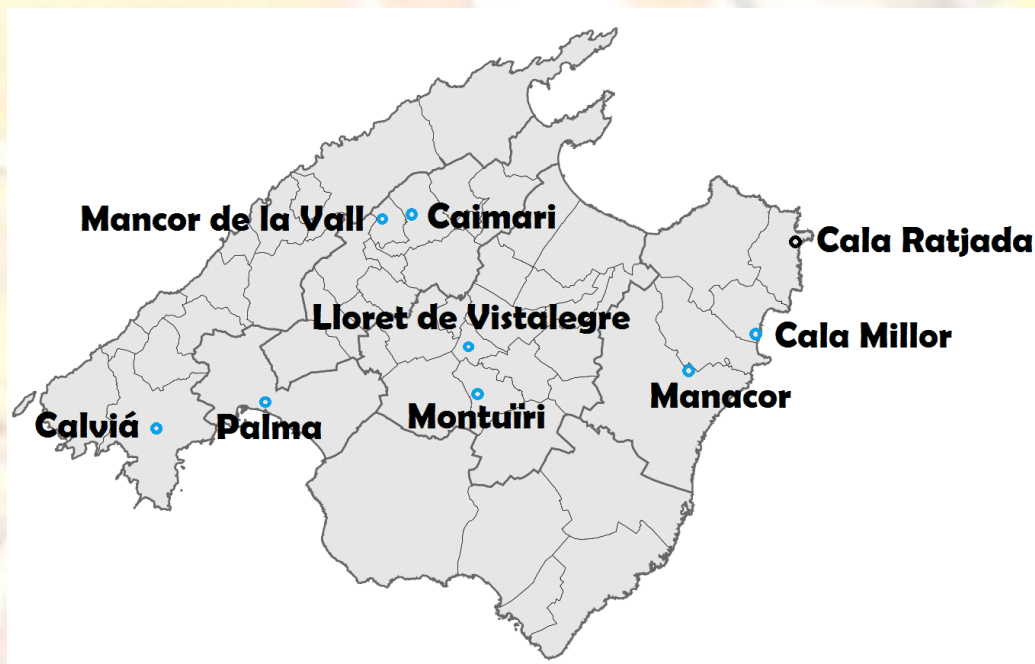 Mancor de la Vall
Caimari
Cala Ratjada
Lloret de Vistalegre
Cala Millor
Manacor
Montuïri
Calviá
Palma